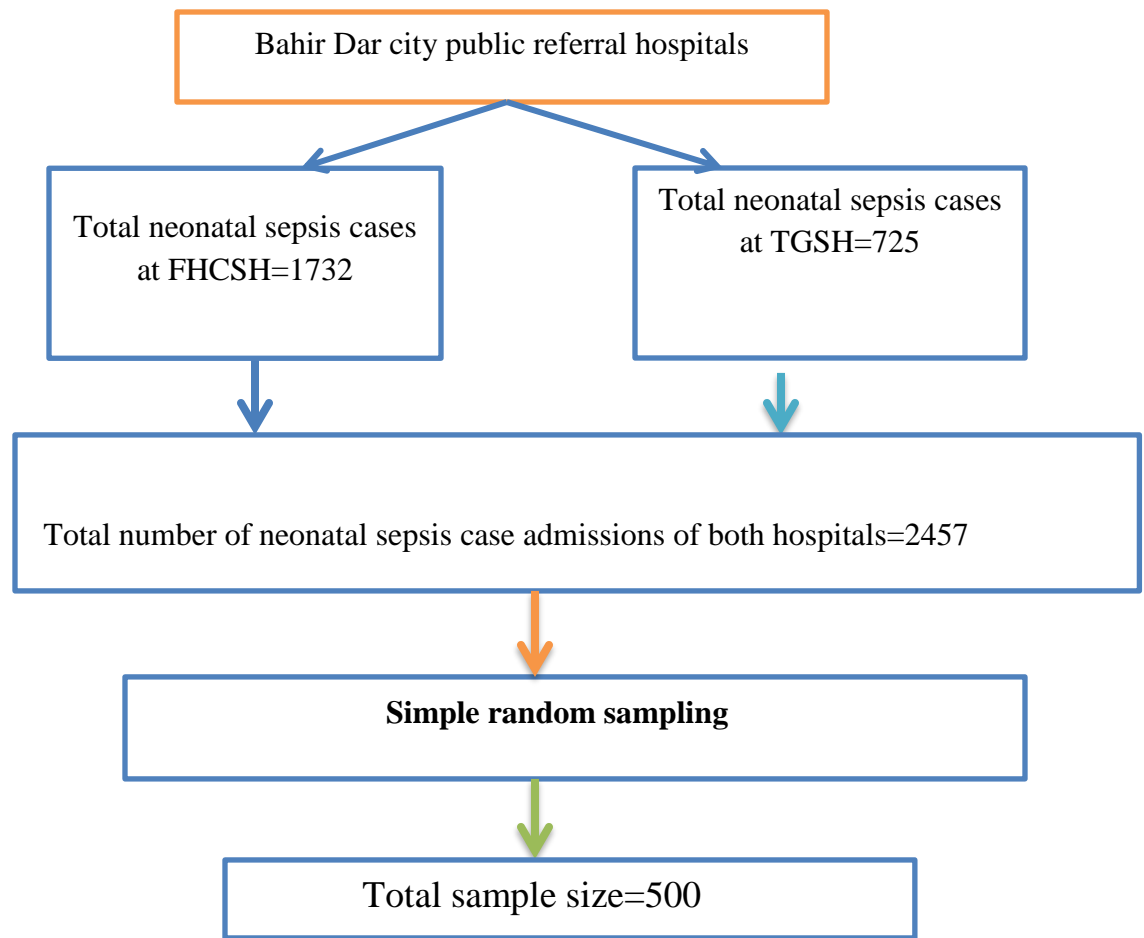 Bahir Dar city public referral hospitals
Total neonatal sepsis cases
at FHCSH=1732
Total neonatal sepsis cases
at TGSH=725
Total number of neonatal sepsis case admissions of both hospitals=2457
Simple random sampling
Total sample size=500